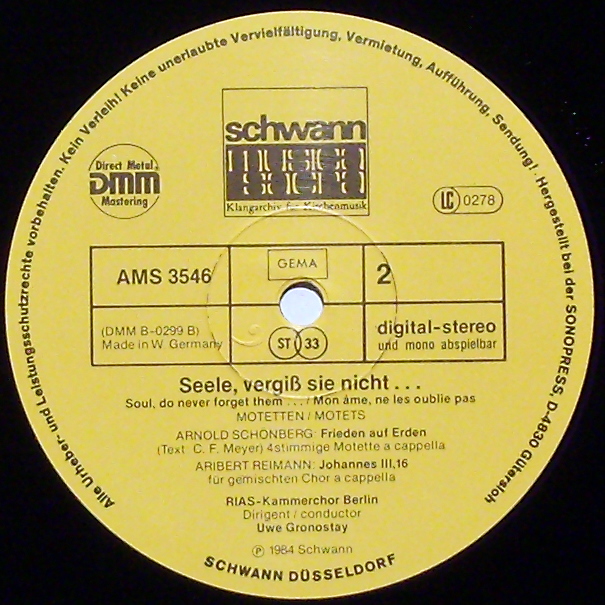 Alle Urheber- und Leistungsschutzrechte vorbehalten. Kein Verleih! Keine unerlaubte Vervielfältigung, Vermietung, Aufführung, Sendung! Hergestellt bei der SONOPRESS, D-4830 Gütersloh
schwann
musica
sacra
Klangarchiv für Kirchenmusik
Direct Metal
DMM
Mastering
LC 0278
AMS 3546
GEMA
2
(DMM B-0299 B)
Made in W. Germany
ST 33
digital-stereo
und mono abspielbar
Seele, vergiß sie nicht . . .
Soul, do never forget them . . . / Mon âme, ne les oublie pas
MOTETTEN / MOTETS
ARNOLD SCHÖNBERG: Frieden auf Erden
(Text: C. F. Meyer) 4stimmige Motette a cappella
ARIBERT REIMANN: Johannes III,16
für gemischten Chor a cappella
RIAS-Kammerchor Berlin
Dirigent / conductor
Uwe Gronostay
Ⓟ 1984 Schwann
SCHWANN DÜSSELDORF